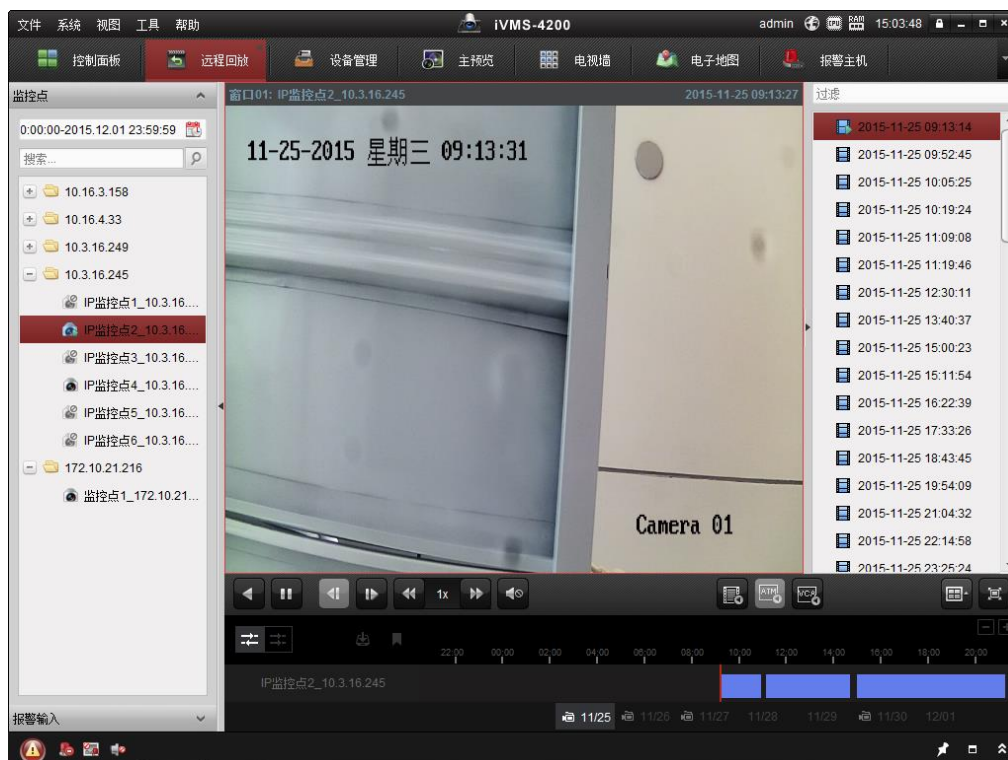 文件 系统 视图 工具 帮助 iVMS-4200 admin 15:03:48
控制面板 远程回放 设备管理 主预览 电视墙 电子地图 报警主机
监控点
0:00:00-2015.12.01 23:59:59
搜索...
10.16.3.158
10.16.4.33
10.3.16.249
10.3.16.245
IP监控点1_10.3.16....
IP监控点2_10.3.16....
IP监控点3_10.3.16....
IP监控点4_10.3.16....
IP监控点5_10.3.16....
IP监控点6_10.3.16....
172.10.21.216
监控点1_172.10.21...
报警输入
窗口01: IP监控点2_10.3.16.245 2015-11-25 09:13:27
11-25-2015 星期三 09:13:31
Camera 01
过滤
2015-11-25 09:13:14
2015-11-25 09:52:45
2015-11-25 10:05:25
2015-11-25 10:19:24
2015-11-25 11:09:08
2015-11-25 11:19:46
2015-11-25 12:30:11
2015-11-25 13:40:37
2015-11-25 15:00:23
2015-11-25 15:11:54
2015-11-25 16:22:39
2015-11-25 17:33:26
2015-11-25 18:43:45
2015-11-25 19:54:09
2015-11-25 21:04:32
2015-11-25 22:14:58
2015-11-25 23:25:24
1x ATM VCA
22:00 00:00 02:00 04:00 06:00 08:00 10:00 12:00 14:00 16:00 18:00 20:00
IP监控点2_10.3.16.245
11/25 11/26 11/27 11/28 11/29 11/30 12/01